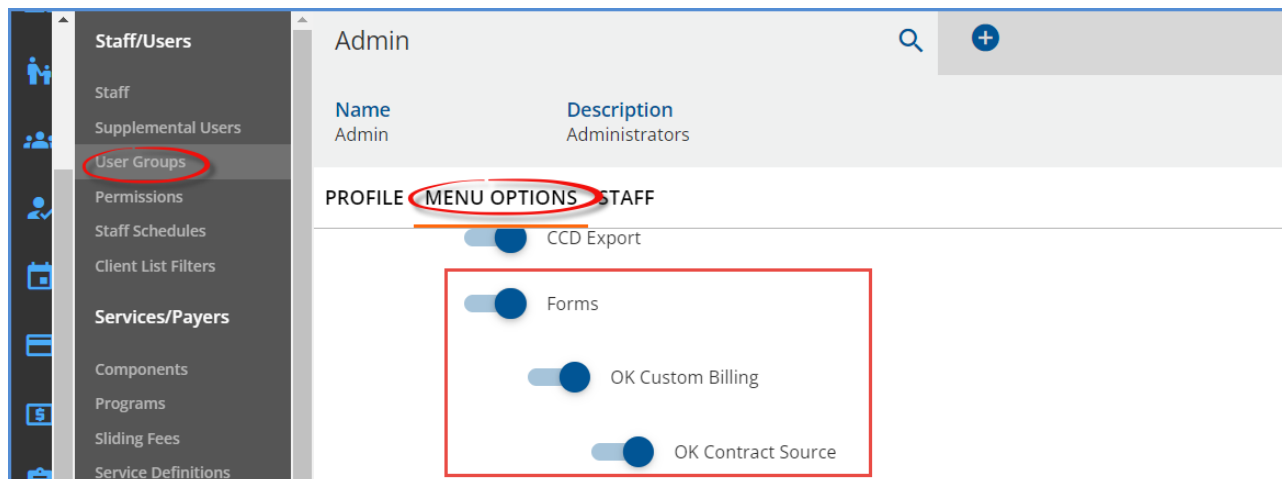 Staff/Users
Staff
Supplemental Users
User Groups
Permissions
Staff Schedules
Client List Filters
Services/Payers
Components
Programs
Sliding Fees
Service Definitions
Admin
Name Description
Admin Administrators
PROFILE MENU OPTIONS STAFF
CCD Export
Forms
OK Custom Billing
OK Contract Source